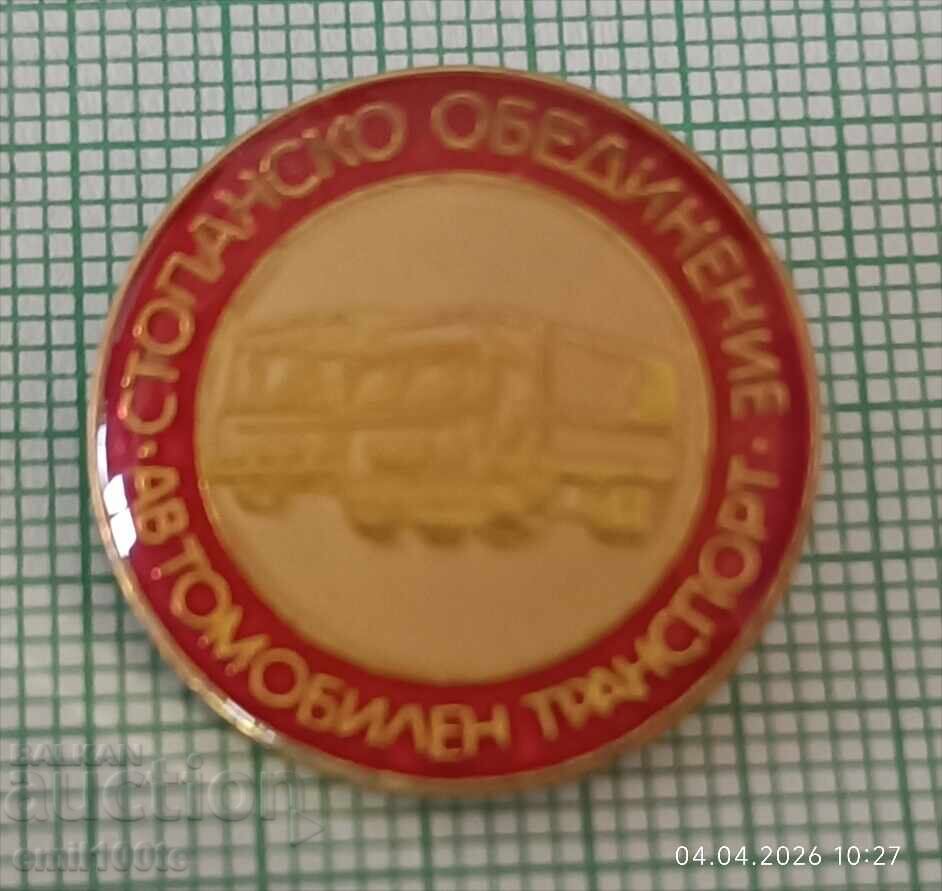 СТОПАНСКО ОБЕДИНЕНИЕ
· АВТОМОБИЛЕН ТРАНСПОРТ ·
BALKAN
auction
emil100tc
04.04.2026 10:27